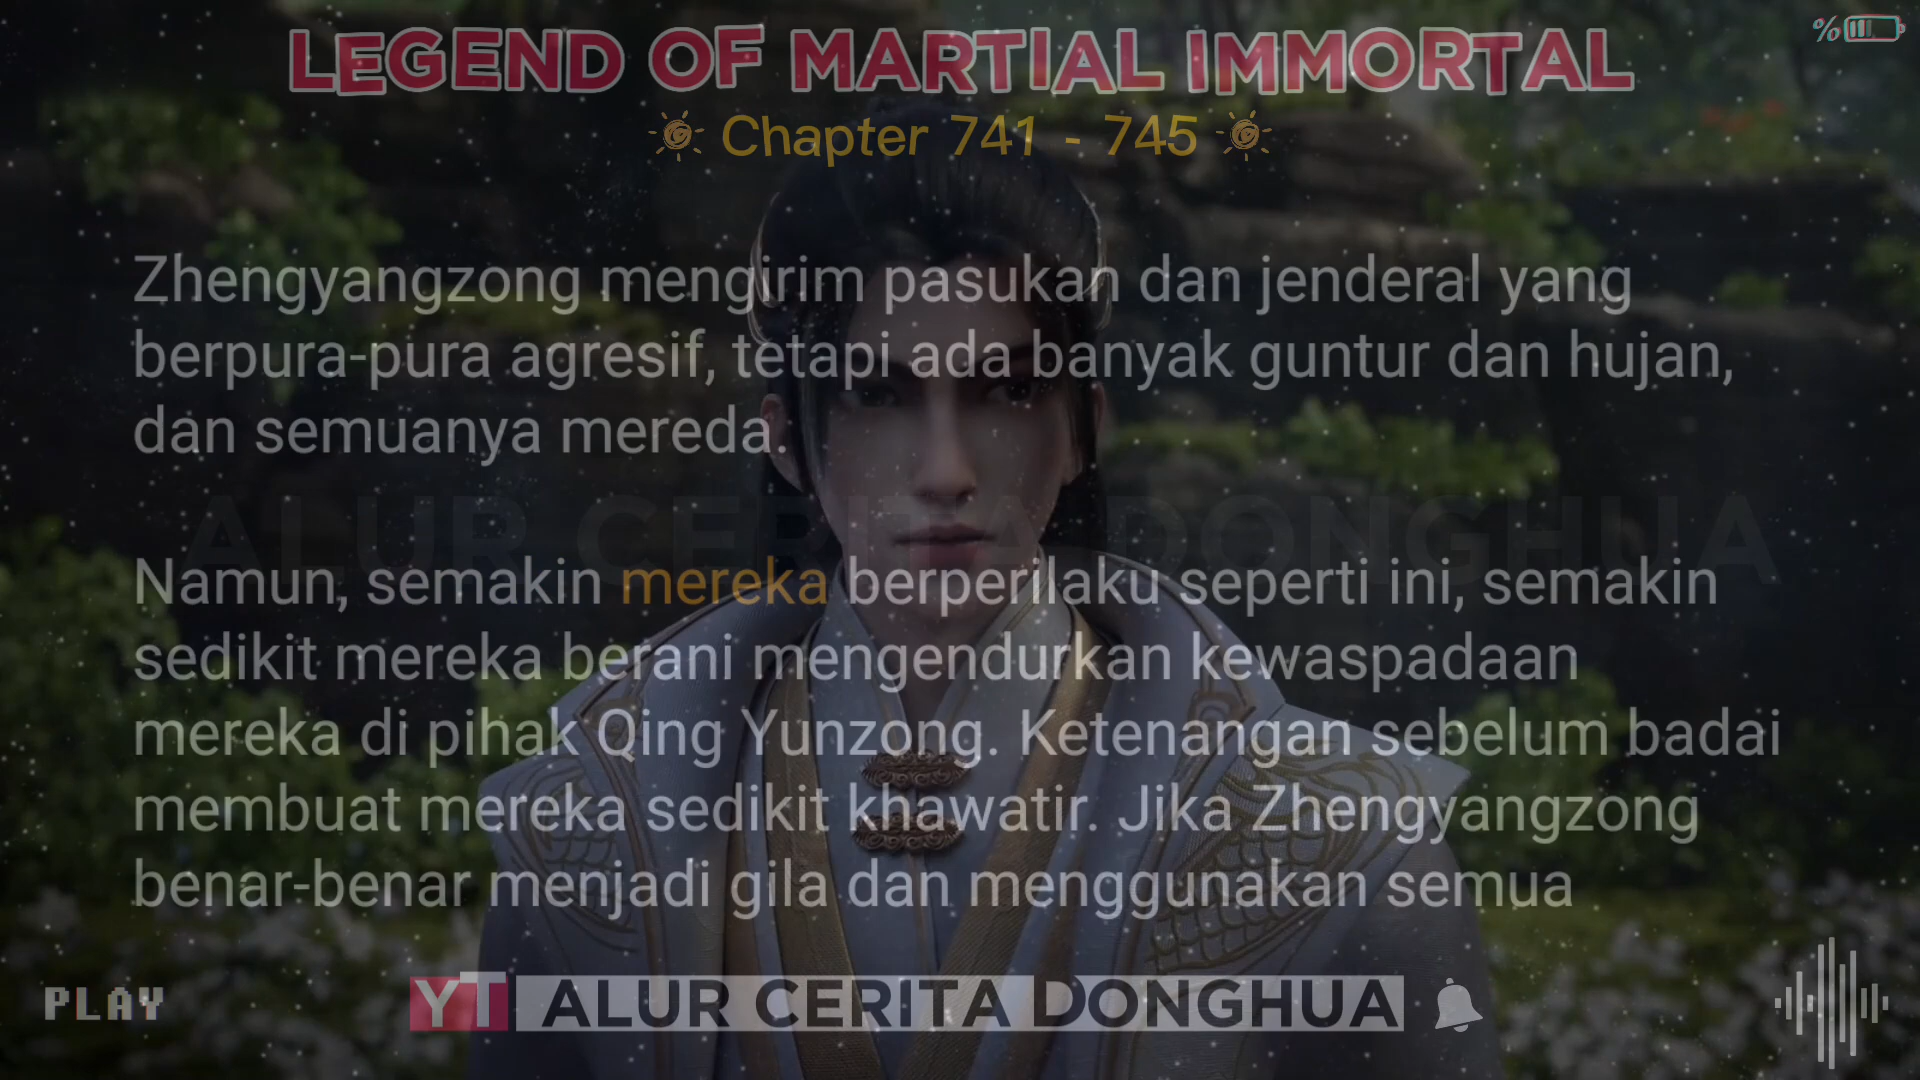 LEGEND OF MARTIAL IMMORTAL
%
Chapter 741 - 745
Zhengyangzong mengirim pasukan dan jenderal yang
berpura-pura agresif, tetapi ada banyak guntur dan hujan,
dan semuanya mereda.
ALUR CERITA DONGHUA
Namun, semakin mereka berperilaku seperti ini, semakin
sedikit mereka berani mengendurkan kewaspadaan
mereka di pihak Qing Yunzong. Ketenangan sebelum badai
membuat mereka sedikit khawatir. Jika Zhengyangzong
benar-benar menjadi gila dan menggunakan semua
PLAY
YT ALUR CERITA DONGHUA